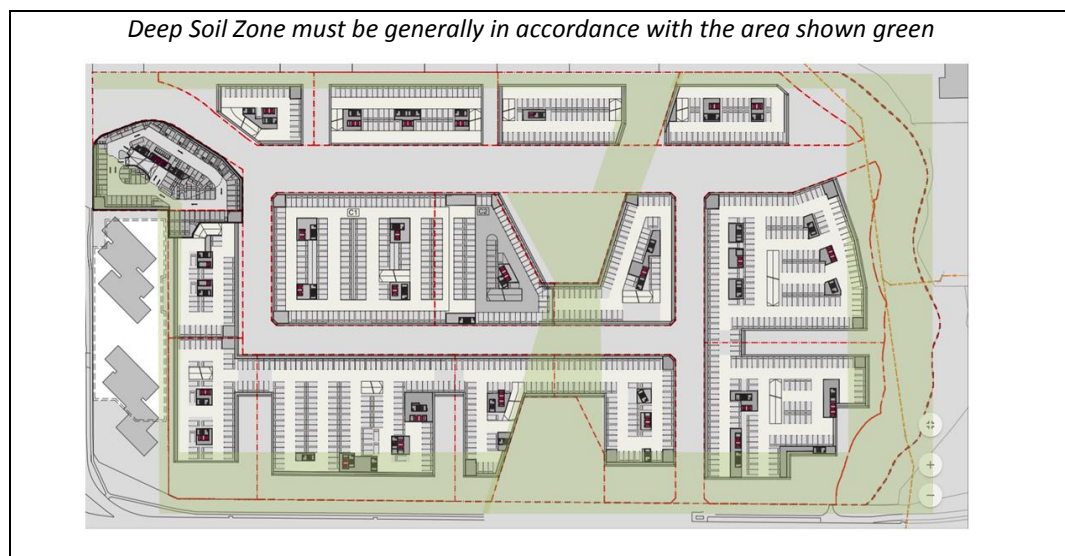 Deep Soil Zone must be generally in accordance with the area shown green
C1
C2